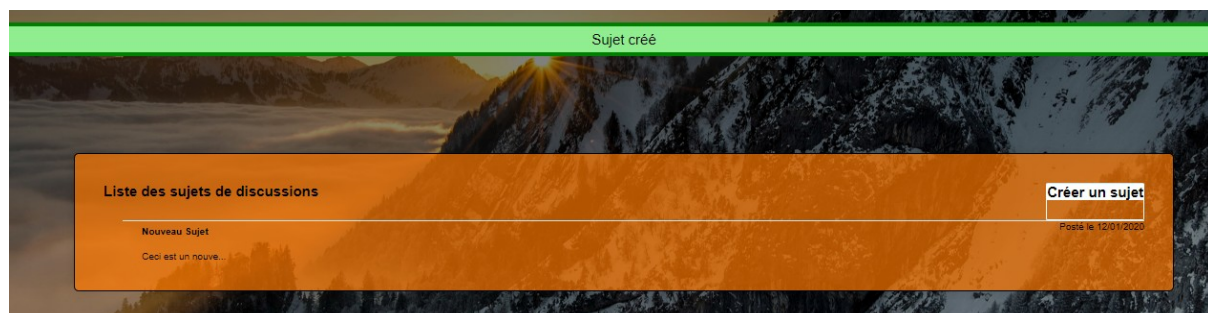 Sujet créé
Liste des sujets de discussions
Créer un sujet
Nouveau Sujet
Posté le 12/01/2020
Ceci est un nouve...